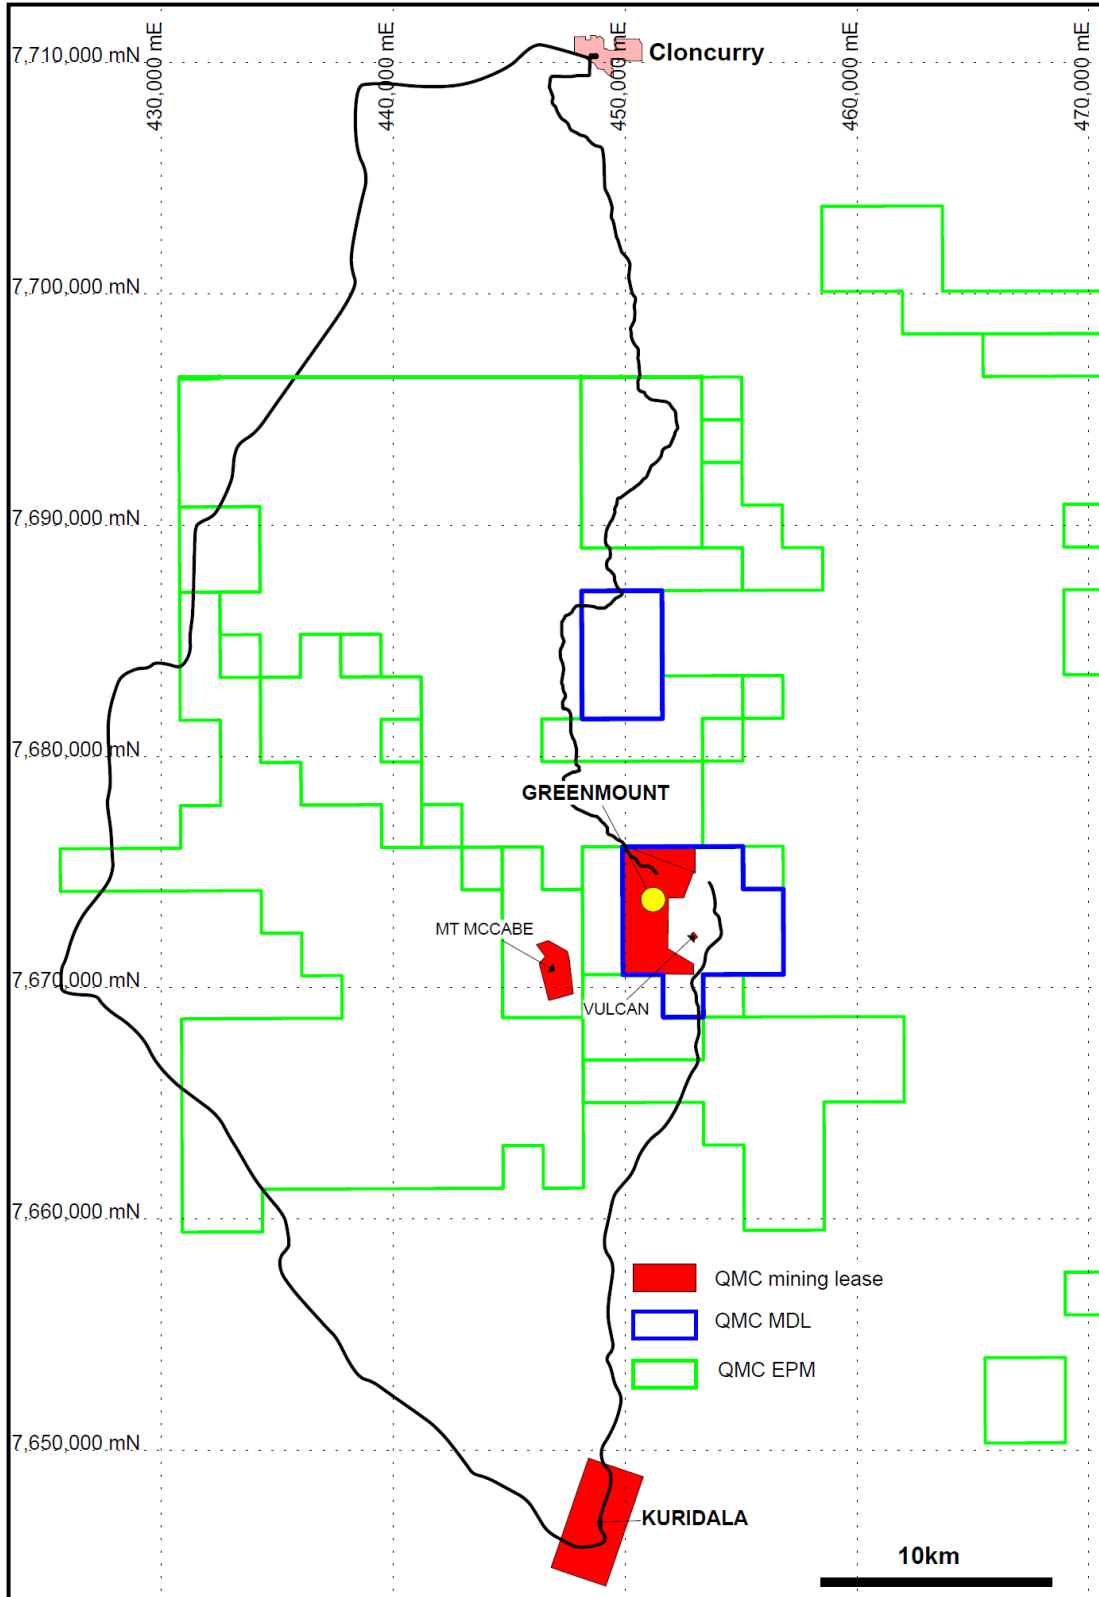 430,000 mE
440,000 mE
450,000 mE
460,000 mE
470,000 mE
7,710,000 mN
Cloncurry
7,700,000 mN
7,690,000 mN
7,680,000 mN
GREENMOUNT
MT MCCABE
7,670,000 mN
VULCAN
7,660,000 mN
QMC mining lease
QMC MDL
QMC EPM
7,650,000 mN
KURIDALA
10km